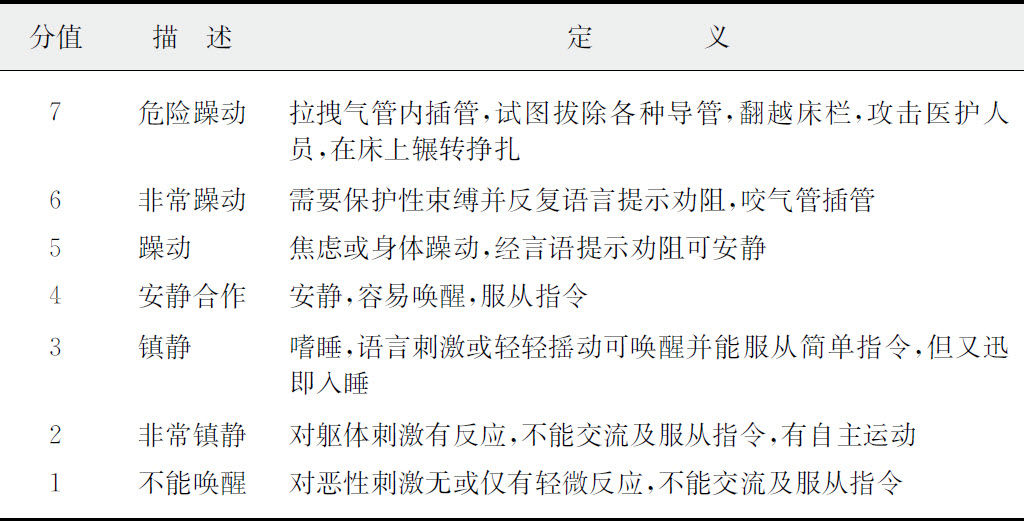 分值 描 述 定 义
7 危险躁动 拉拽气管内插管,试图拔除各种导管,翻越床栏,攻击医护人
员,在床上辗转挣扎
6 非常躁动 需要保护性束缚并反复语言提示劝阻,咬气管插管
5 躁动 焦虑或身体躁动,经言语提示劝阻可安静
4 安静合作 安静,容易唤醒,服从指令
3 镇静 嗜睡,语言刺激或轻轻摇动可唤醒并能服从简单指令,但又迅
即入睡
2 非常镇静 对躯体刺激有反应,不能交流及服从指令,有自主运动
1 不能唤醒 对恶性刺激无或仅有轻微反应,不能交流及服从指令